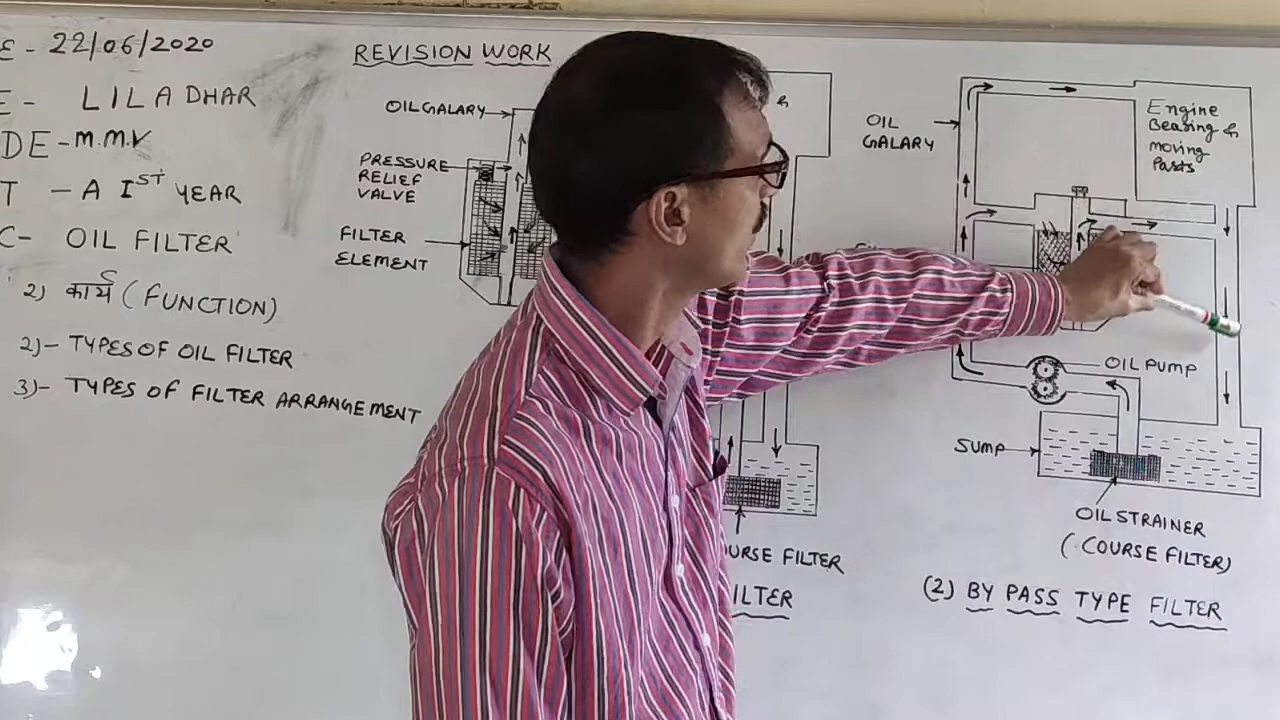 - 22/06/2020
E- LILADHAR
DE-M.M.V
T - A IST YEAR
C- OIL FILTER
2) कार्य (FUNCTION)
2)- TYPES OF OIL FILTER
3)- TYPES OF FILTER ARRANGEMENT
REVISION WORK
OIL GALARY
PRESSURE
RELIEF
VALVE
FILTER
ELEMENT
&
URSE FILTER
ILTER
OIL
GALARY
Engine
Bearing &
moving
Parts
OIL PUMP
SUMP
OIL STRAINER
(COURSE FILTER)
(2) BY PASS TYPE FILTER